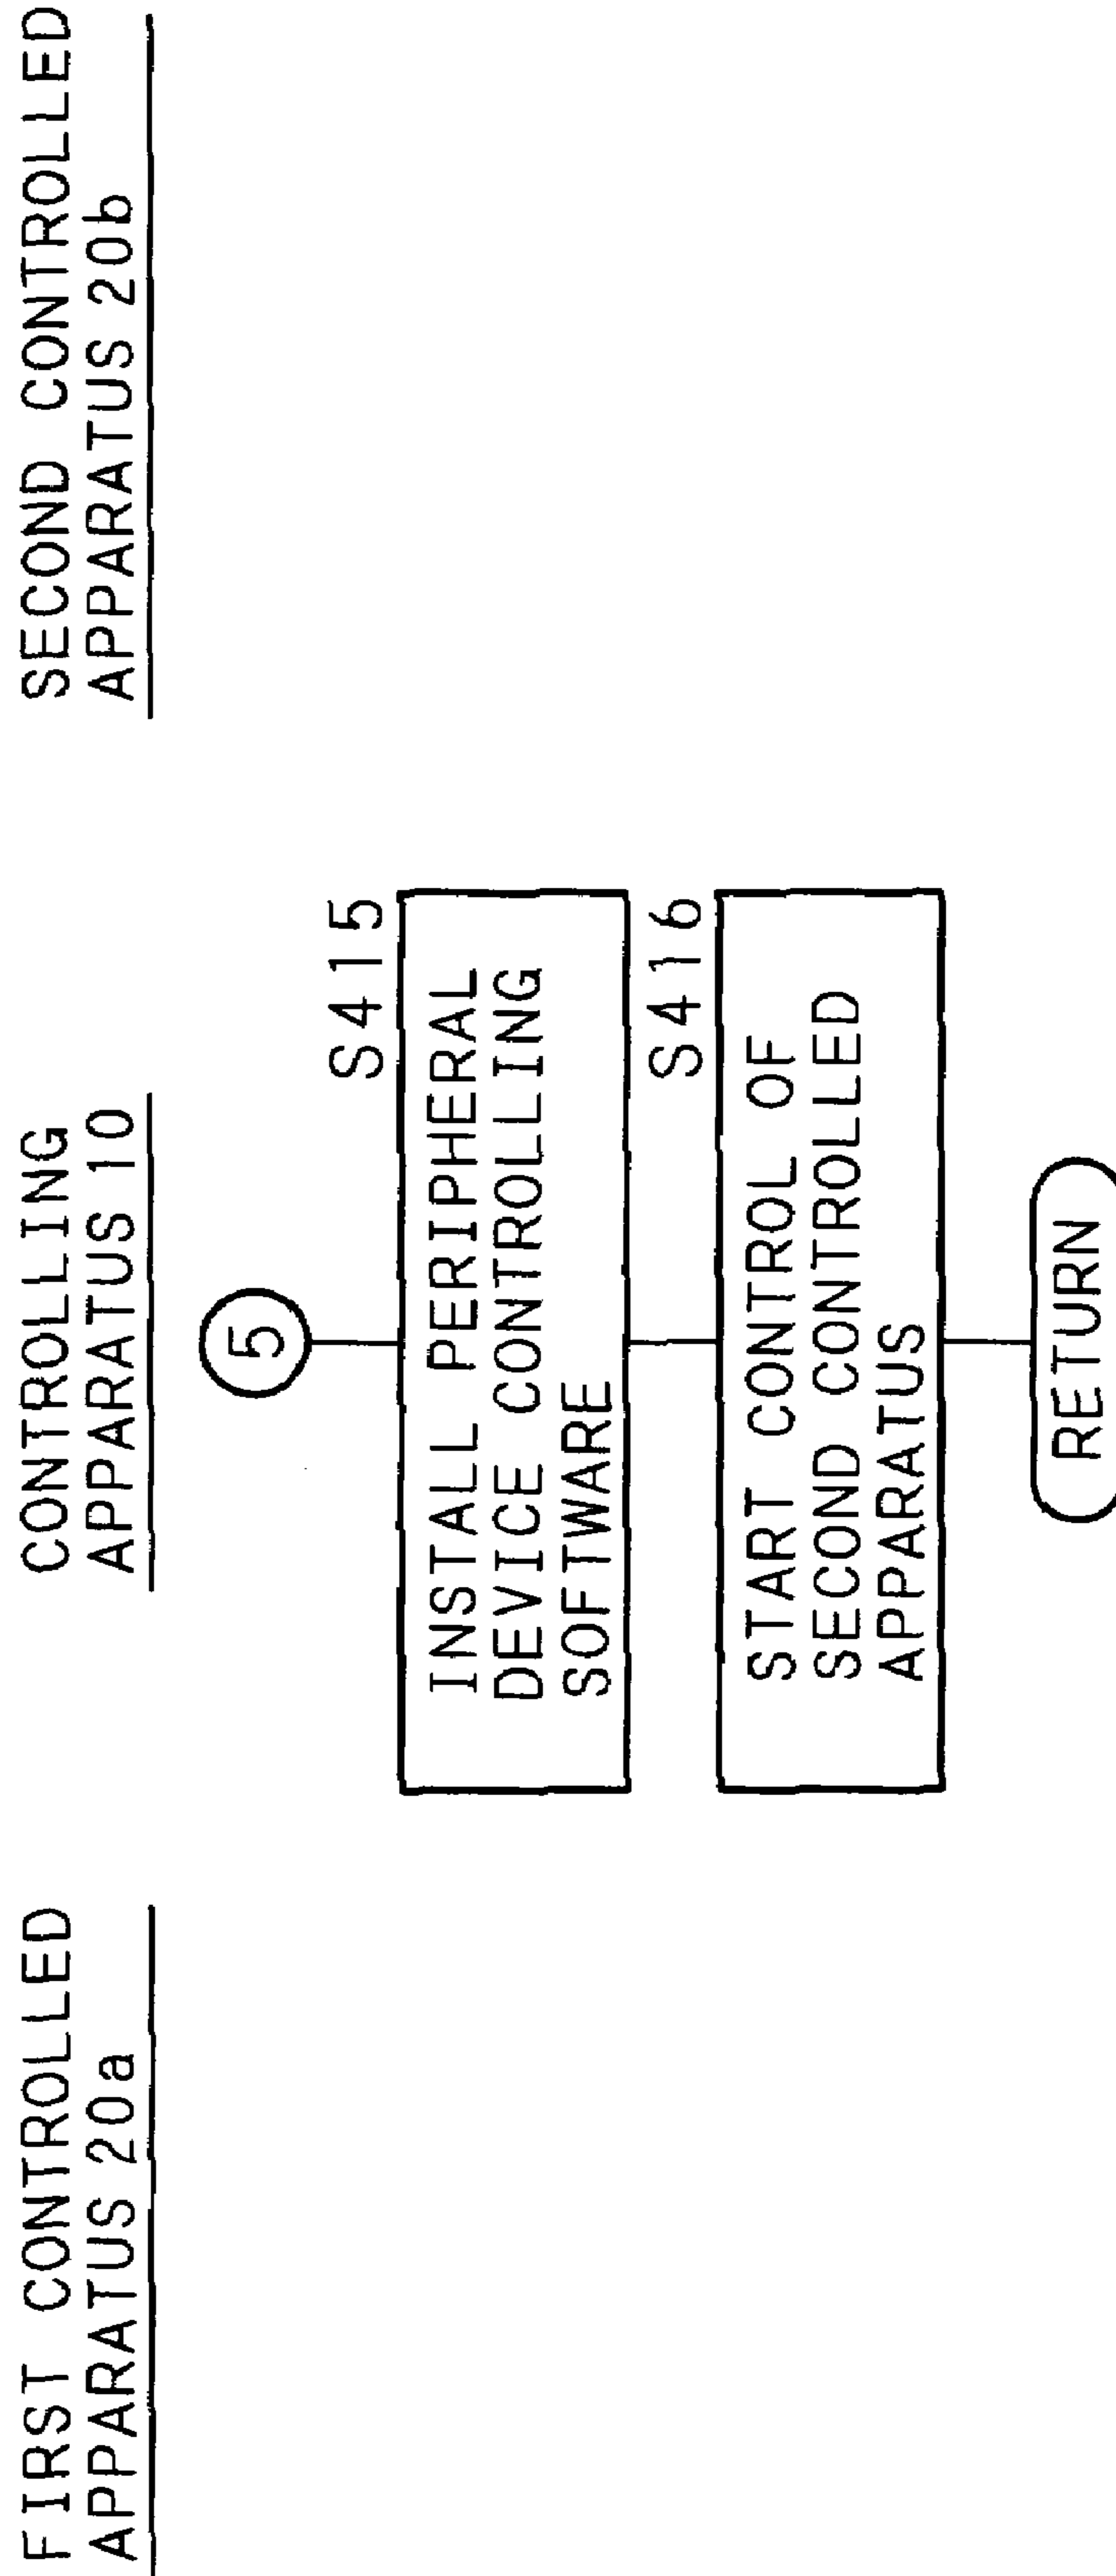 FIRST CONTROLLED
APPARATUS 20a
CONTROLLING
APPARATUS 10
SECOND CONTROLLED
APPARATUS 20b
5
S415
INSTALL PERIPHERAL
DEVICE CONTROLLING
SOFTWARE
S416
START CONTROL OF
SECOND CONTROLLED
APPARATUS
RETURN